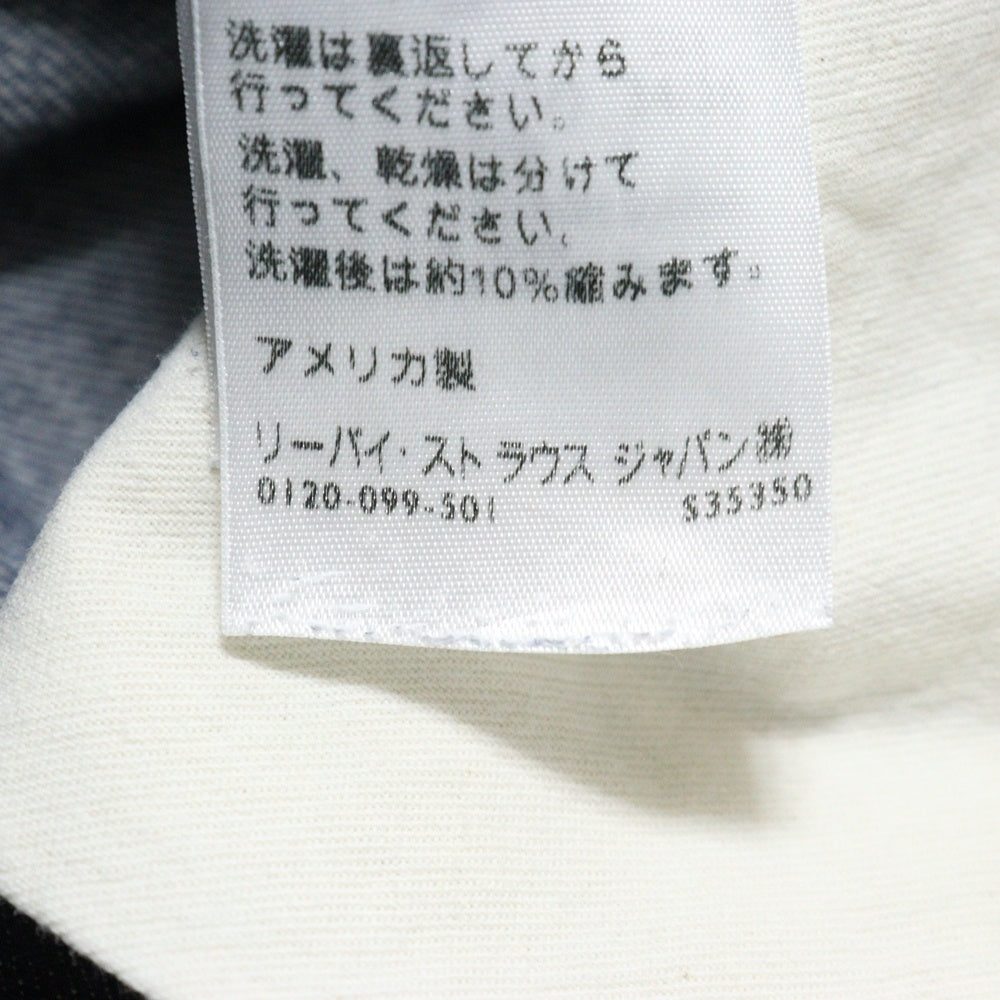 洗濯は裏返してから
行ってください。
洗濯、乾燥は分けて
行ってください。
洗濯後は約10%縮みます。
アメリカ製
リーバイ・ストラウス ジャパン㈱
0120-099-501 S35350